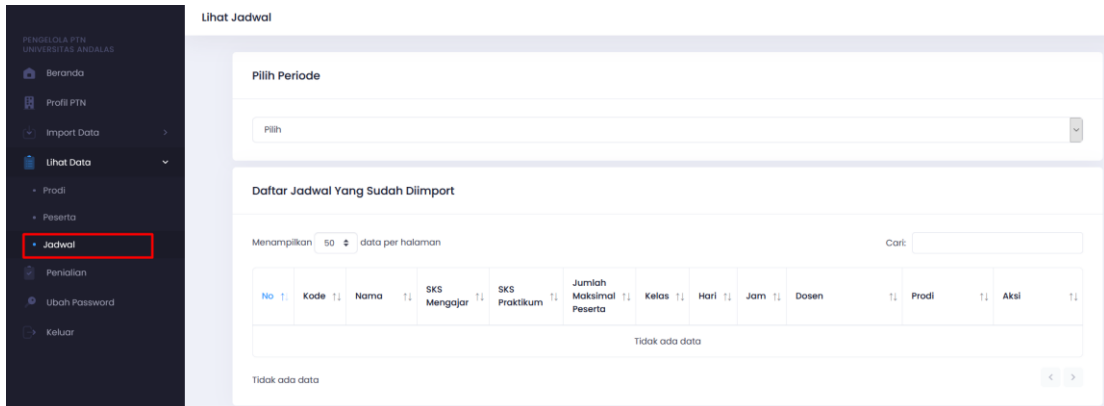 Lihat Jadwal
PENGELOLA PTN
UNIVERSITAS ANDALAS
Beranda
Profil PTN
Import Data
Lihat Data
Prodi
Peserta
Jadwal
Penialian
Ubah Password
Keluar
Pilih Periode
Pilih
Daftar Jadwal Yang Sudah Diimport
Menampilkan 50 data per halaman
Cari:
No Kode Nama SKS Mengajar SKS Praktikum Jumlah Maksimal Peserta Kelas Hari Jam Dosen Prodi Aksi
Tidak ada data
Tidak ada data